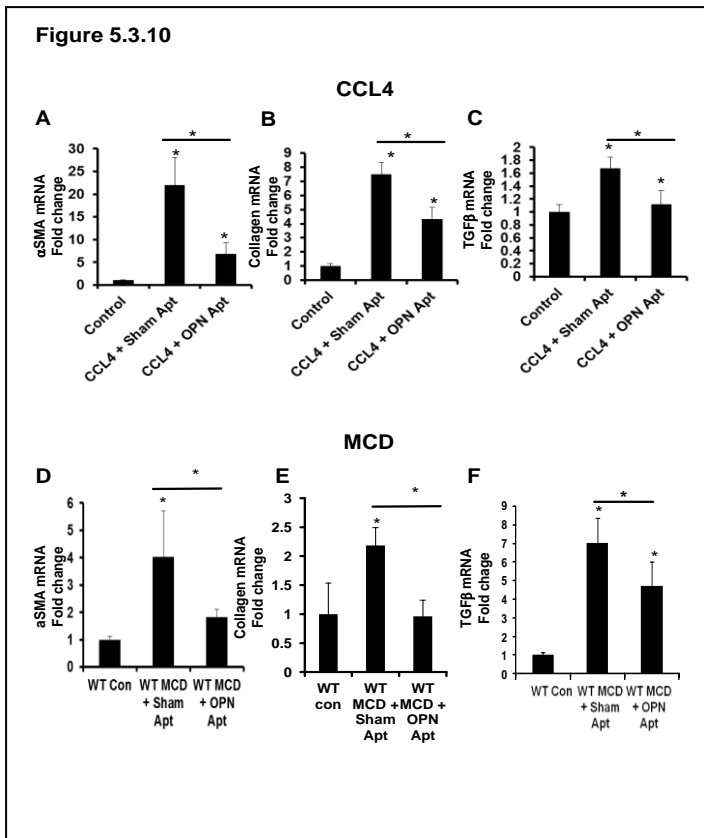 Figure 5.3.10
CCL4
A
αSMA mRNA
Fold change
30
25
20
15
10
5
0
*
*
*
Control
CCL4 + Sham Apt
CCL4 + OPN Apt
B
Collagen mRNA
Fold change
9
8
7
6
5
4
3
2
1
0
*
*
*
Control
CCL4 + Sham Apt
CCL4 + OPN Apt
C
TGFβ mRNA
Fold change
2
1.8
1.6
1.4
1.2
1
0.8
0.6
0.4
0.2
0
*
*
*
Control
CCL4 + Sham Apt
CCL4 + OPN Apt
MCD
D
aSMA mRNA
Fold change
6
5
4
3
2
1
0
*
*
WT Con
WT MCD
+ Sham
Apt
WT MCD
+ OPN
Apt
E
Collagen mRNA
Fold change
3
2.5
2
1.5
1
0.5
0
*
*
WT
con
WT
MCD +
Sham
Apt
WT
MCD +
OPN
Apt
F
TGFβ mRNA
Fold chage
9
8
7
6
5
4
3
2
1
0
*
*
*
WT Con
WT MCD
+ Sham
Apt
WT MCD
+ OPN
Apt